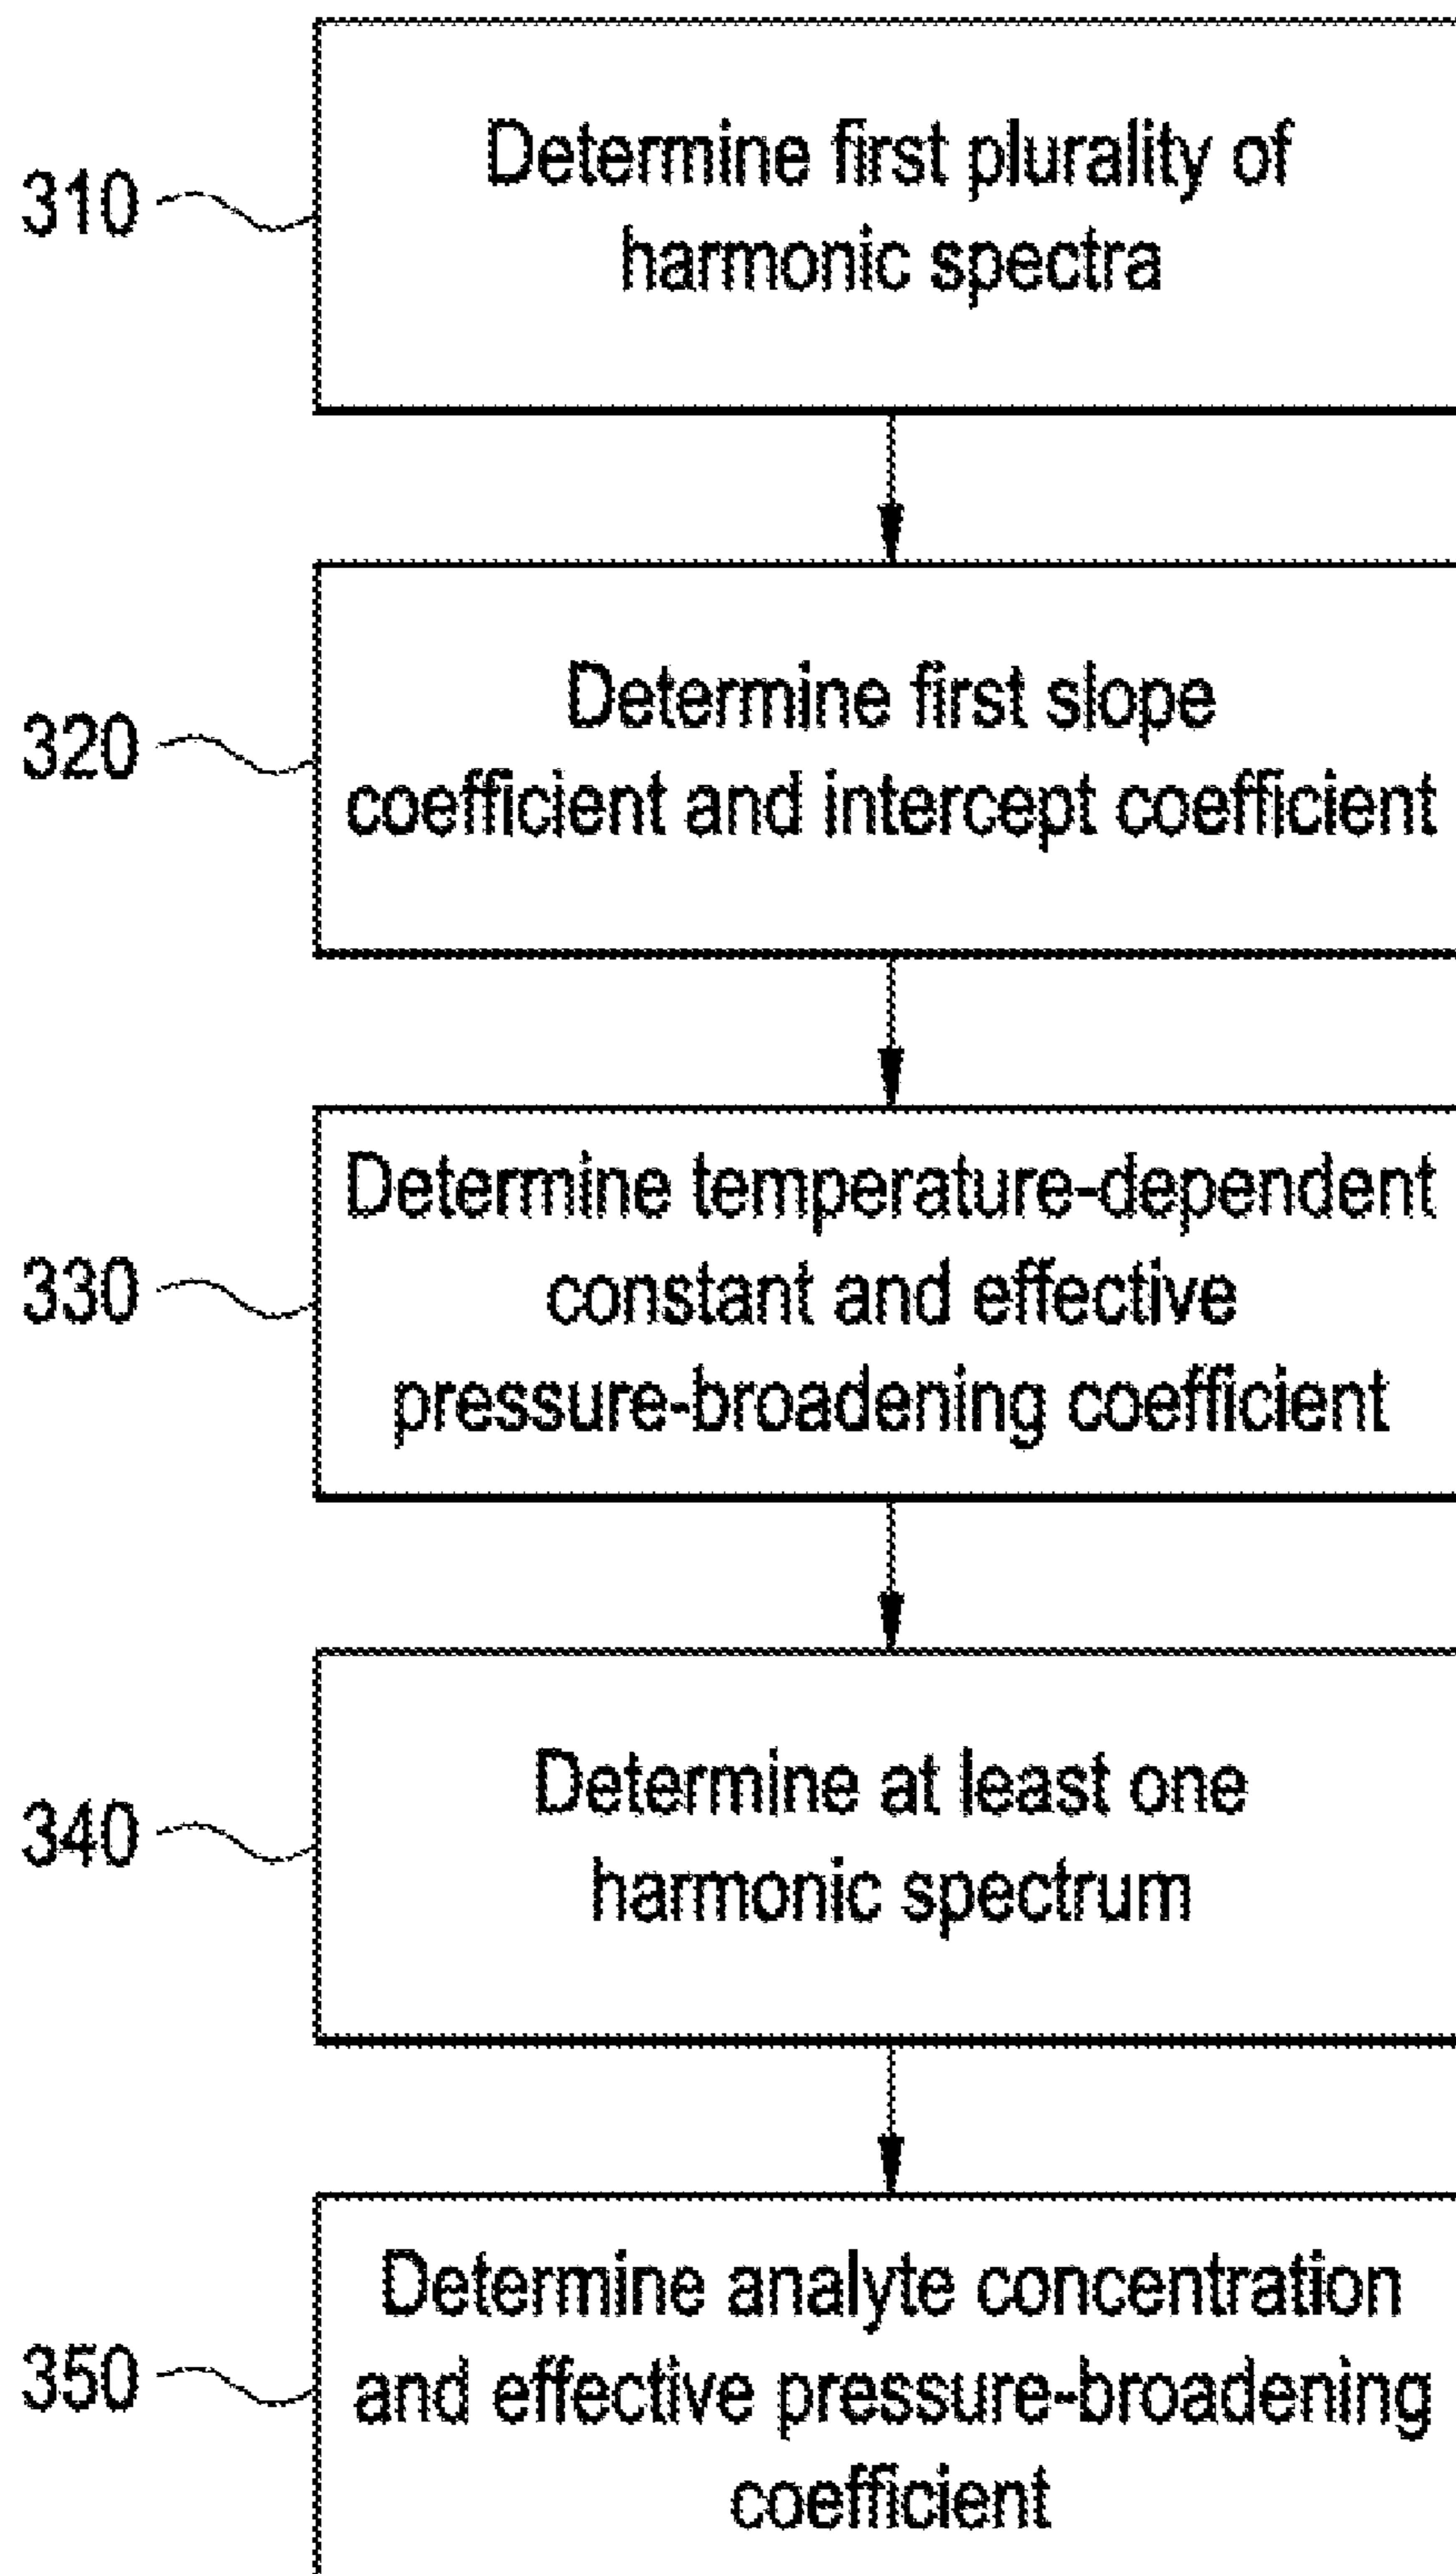 310
Determine first plurality of
harmonic spectra
320
Determine first slope
coefficient and intercept coefficient
330
Determine temperature-dependent
constant and effective
pressure-broadening coefficient
340
Determine at least one
harmonic spectrum
350
Determine analyte concentration
and effective pressure-broadening
coefficient